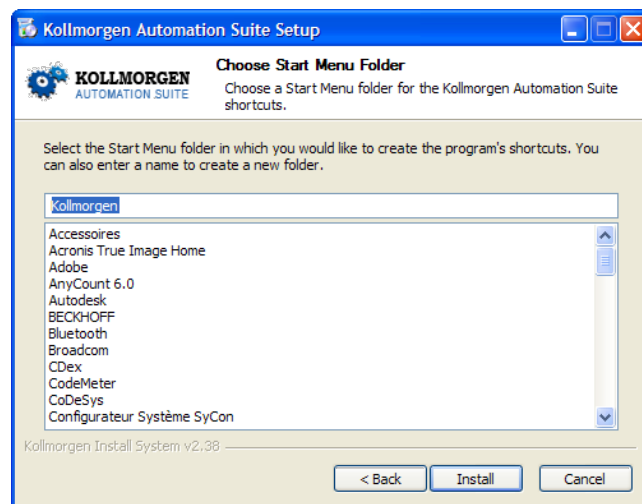 Kollmorgen Automation Suite Setup
KOLLMORGEN
AUTOMATION SUITE
Choose Start Menu Folder
Choose a Start Menu folder for the Kollmorgen Automation Suite
shortcuts.
Select the Start Menu folder in which you would like to create the program's shortcuts. You
can also enter a name to create a new folder.
Kollmorgen
Accessoires
Acronis True Image Home
Adobe
AnyCount 6.0
Autodesk
BECKHOFF
Bluetooth
Broadcom
CDex
CodeMeter
CoDeSys
Configurateur Système SyCon
Kollmorgen Install System v2.38
< Back
Install
Cancel